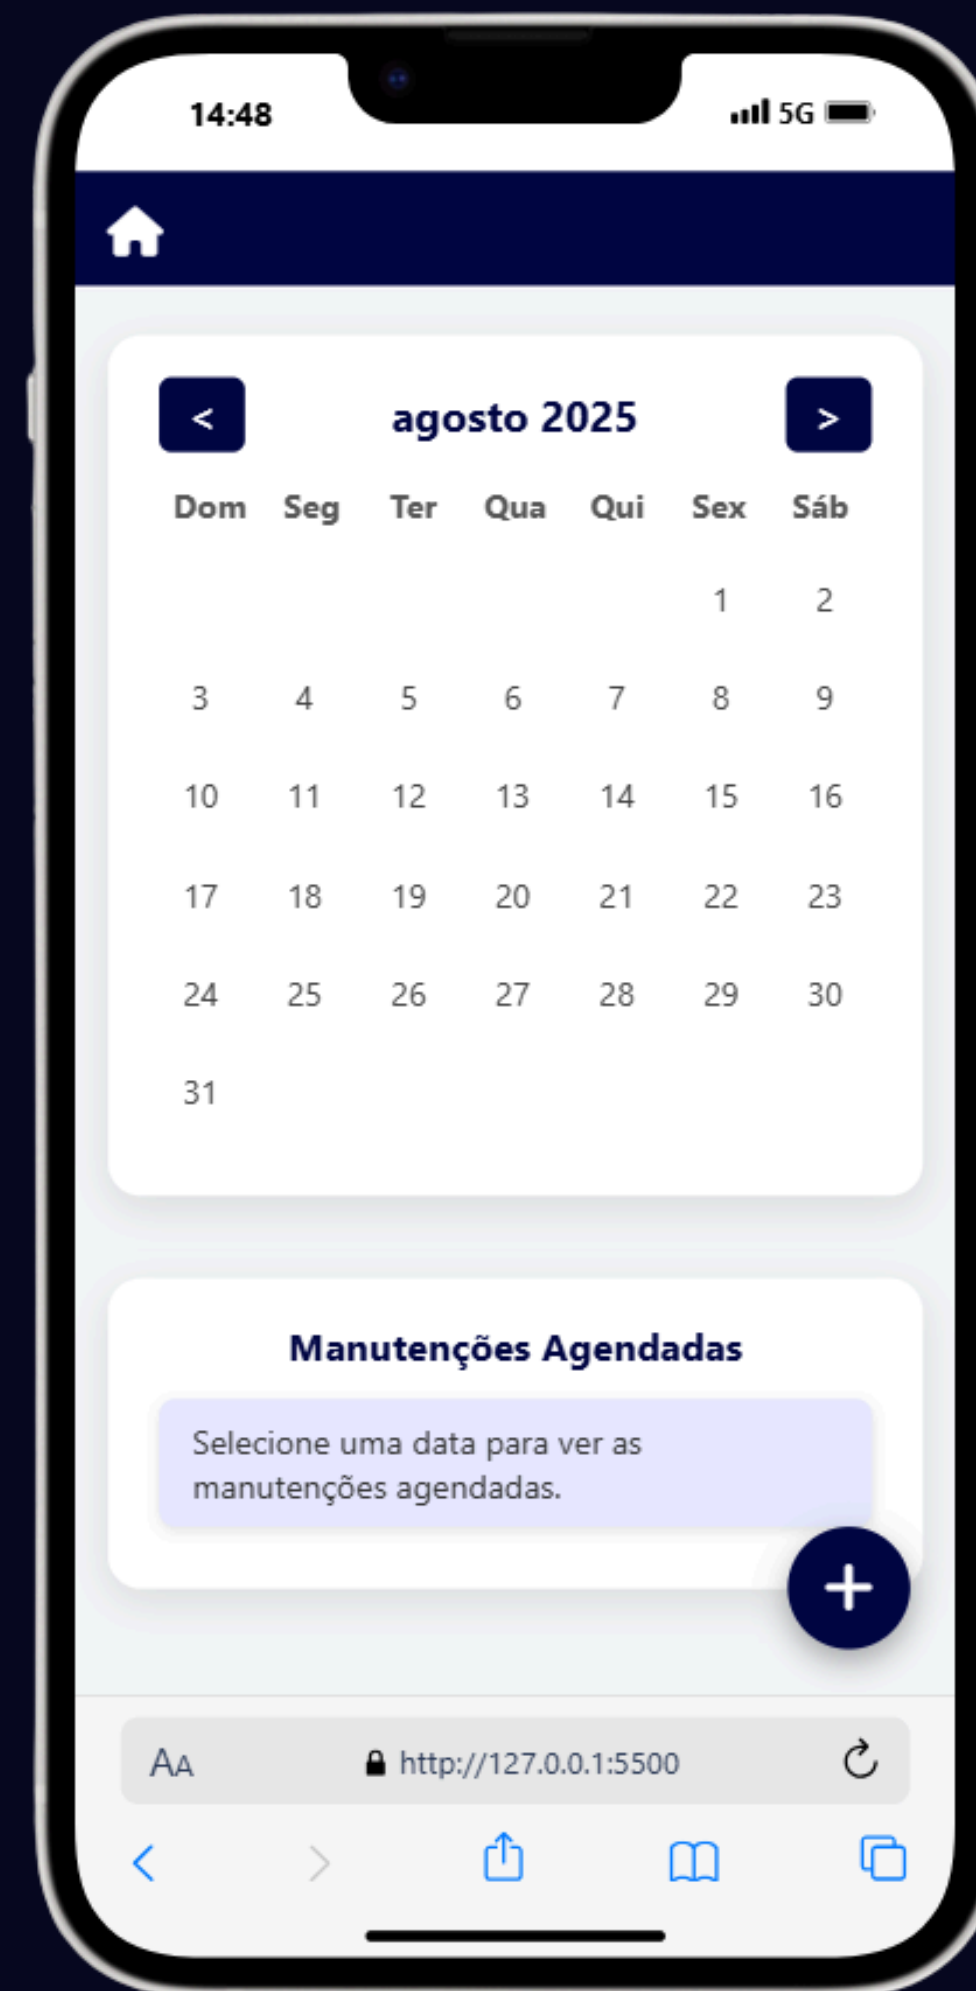 14:48 5G
< agosto 2025 >
Dom Seg Ter Qua Qui Sex Sáb
1 2
3 4 5 6 7 8 9
10 11 12 13 14 15 16
17 18 19 20 21 22 23
24 25 26 27 28 29 30
31
Manutenções Agendadas
Selecione uma data para ver as
manutenções agendadas.
+
AA http://127.0.0.1:5500